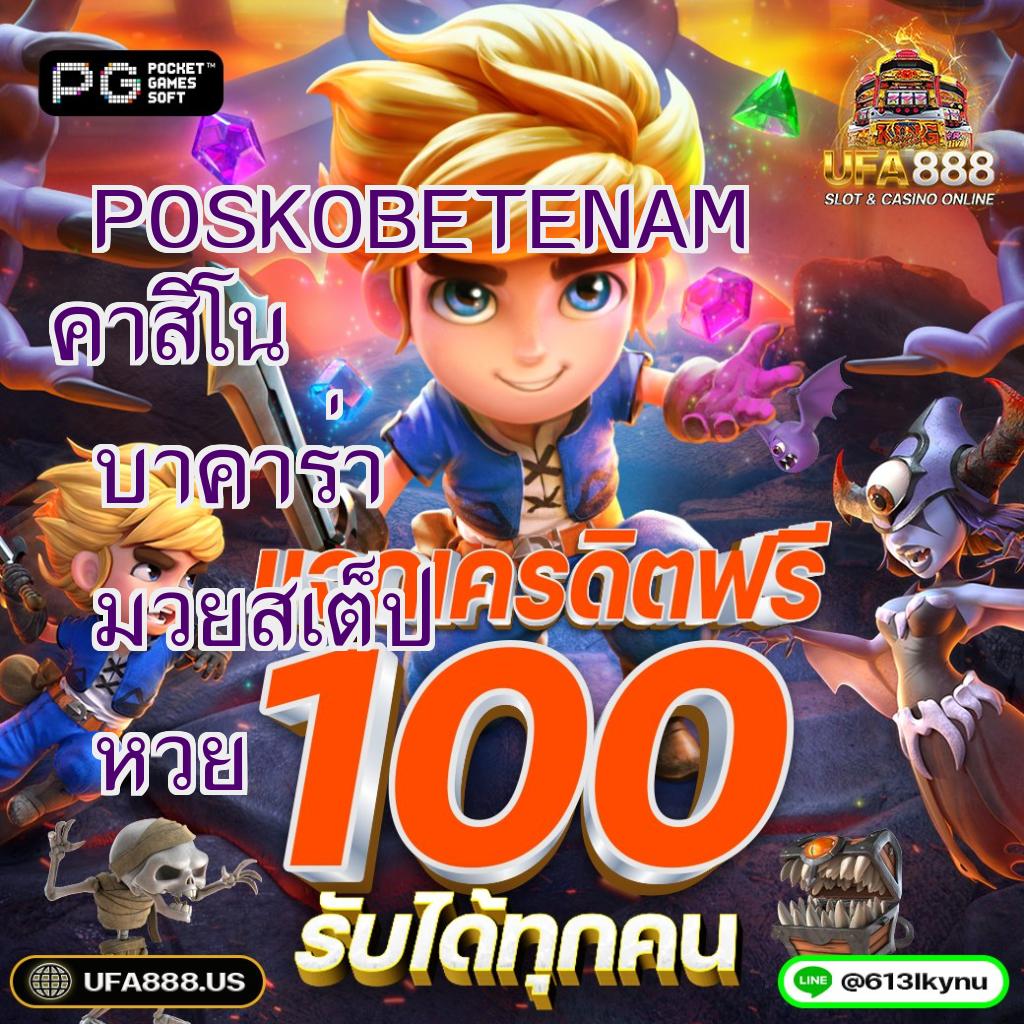 PG POCKET GAMES SOFT™
UFA888
SLOT & CASINO ONLINE
POSKOBETENAM
คาสิโน
บาคาร่า
เครดิตฟรี
มวยสเต็ป
100
หวย
รับได้ทุกคน
UFA888.US
LINE @613lkynu